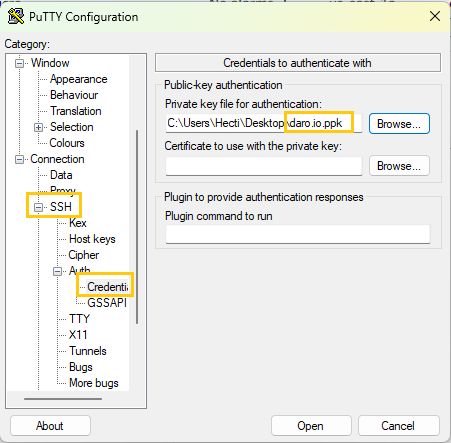 PuTTY Configuration
Category:
Window
Appearance
Behaviour
Translation
Selection
Colours
Connection
Data
Proxy
SSH
Kex
Host keys
Cipher
Auth
Credentia
GSSAPI
TTY
X11
Tunnels
Bugs
More bugs
Credentials to authenticate with
Public-key authentication
Private key file for authentication:
C:\Users\Hecti\Desktop\daro.io.ppk
Browse...
Certificate to use with the private key:
Browse...
Plugin to provide authentication responses
Plugin command to run
About
Open
Cancel